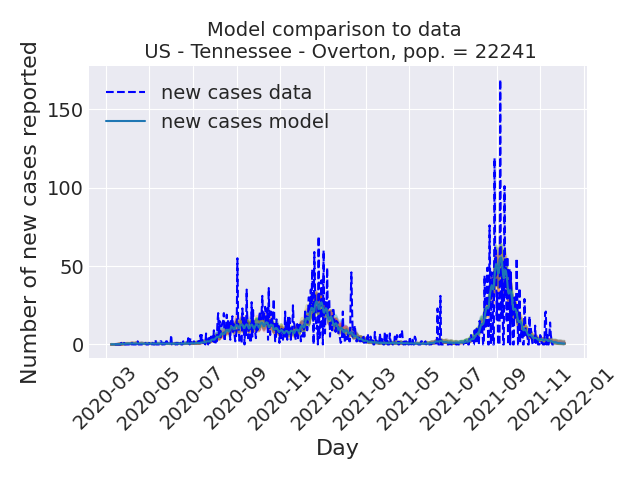 Model comparison to data
US - Tennessee - Overton, pop. = 22241
Number of new cases reported
new cases data
new cases model
150
100
50
0
2020-03
2020-05
2020-07
2020-09
2020-11
2021-01
2021-03
2021-05
2021-07
2021-09
2021-11
2022-01
Day